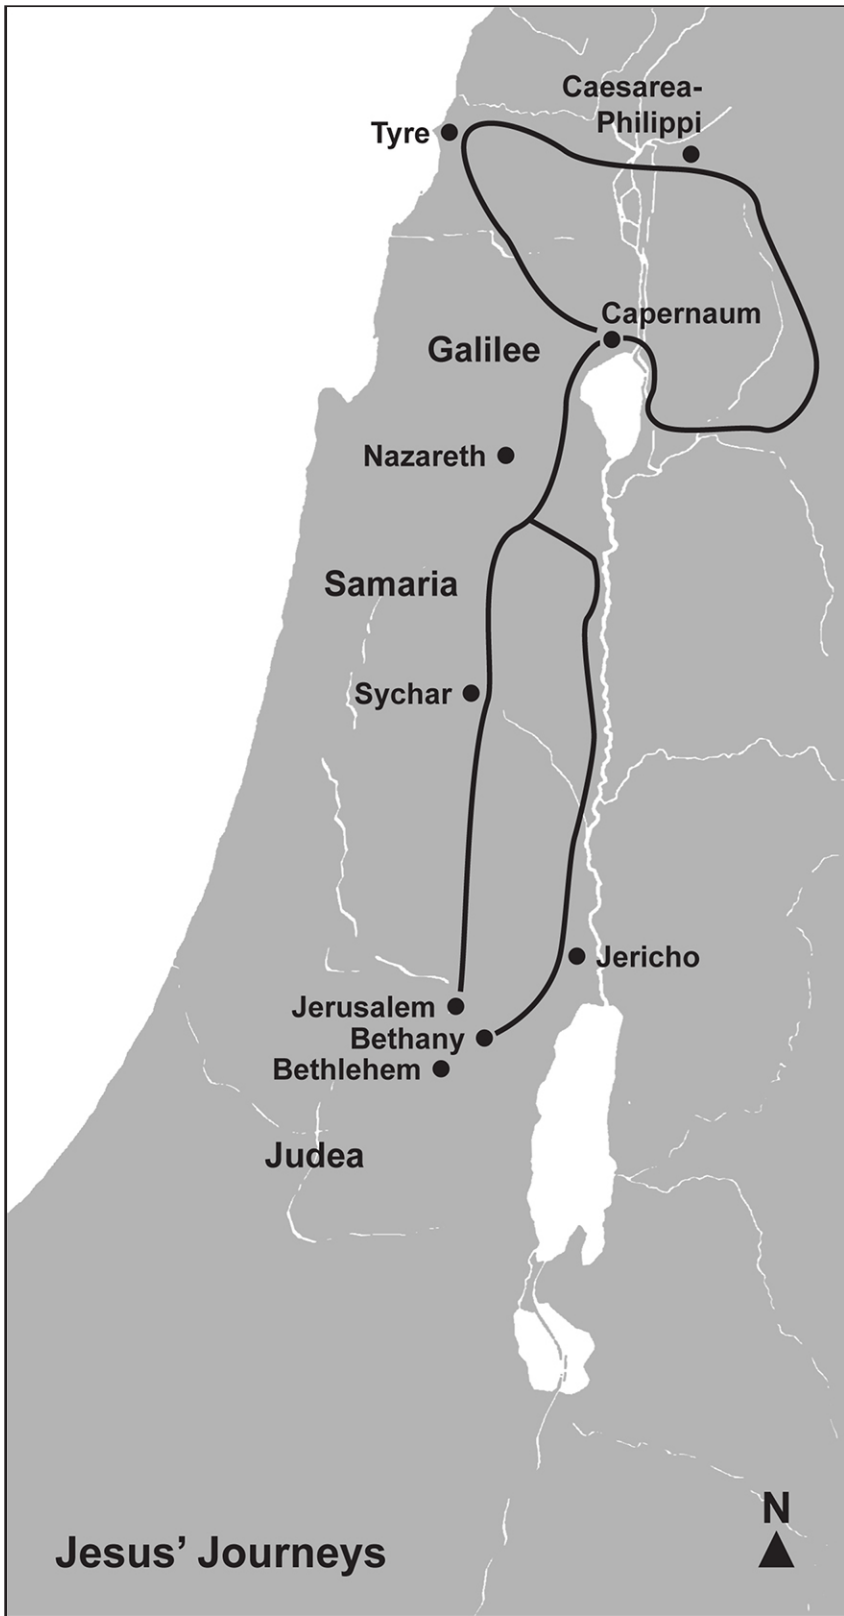 Caesarea-
Philippi
Tyre
Capernaum
Galilee
Nazareth
Samaria
Sychar
Jericho
Jerusalem
Bethany
Bethlehem
Judea
N
Jesus’ Journeys